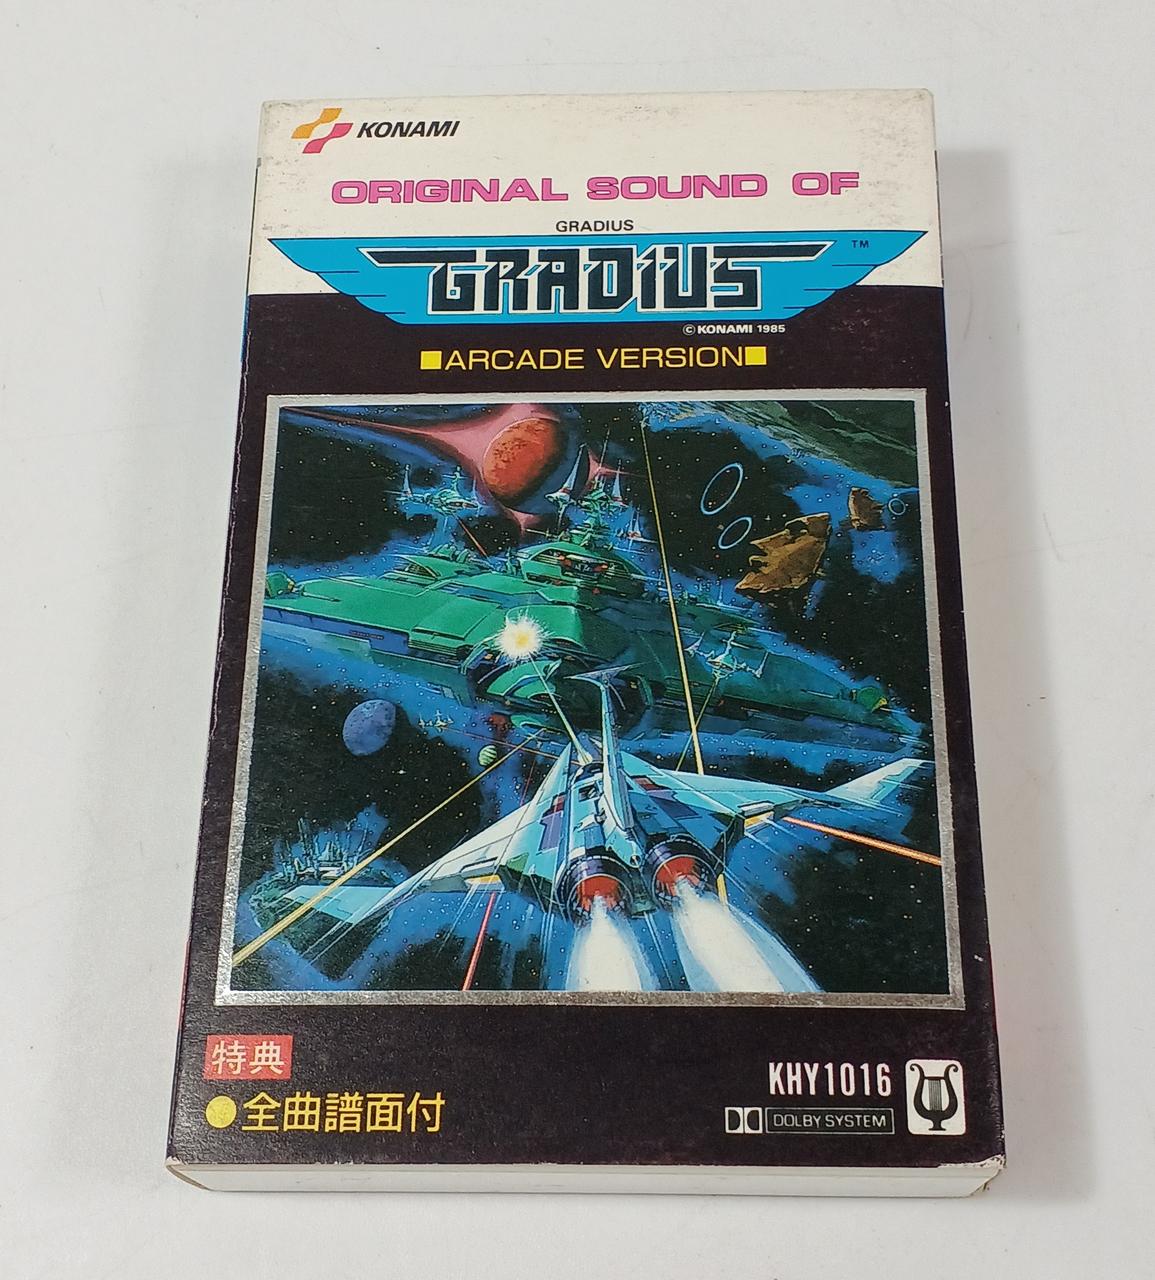 KONAMI
ORIGINAL SOUND OF
GRADIUS
GRADIUS TM
© KONAMI 1985
■ARCADE VERSION■
特典
●全曲譜面付
KHY1016
DOLBY SYSTEM